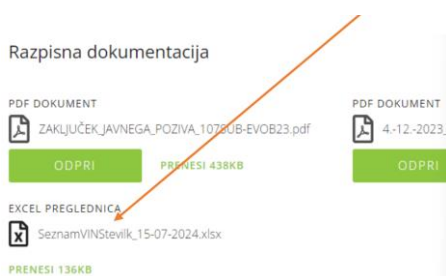 Razpisna dokumentacija
PDF DOKUMENT
ZAKLJUČEK_JAVNEGA_POZIVA_107SUB-EVOB23.pdf
ODPRI PRENESI 438KB
PDF DOKUMENT
4.-12.-2023_
ODPRI
EXCEL PREGLEDNICA
SeznamVINStevilk_15-07-2024.xlsx
PRENESI 136KB